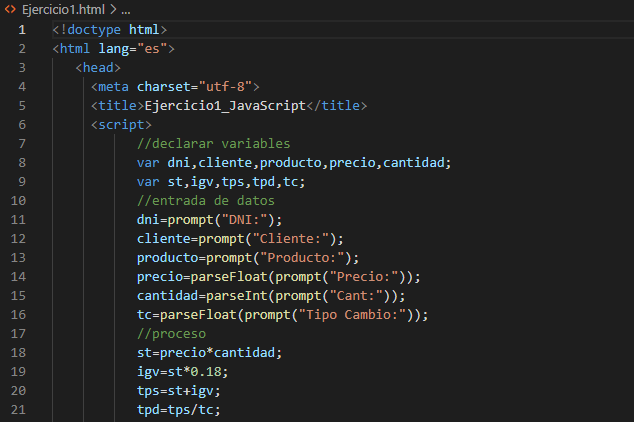 Ejercicio1.html > ...
1 <!doctype html>
2 <html lang="es">
3 <head>
4 <meta charset="utf-8">
5 <title>Ejercicio1_JavaScript</title>
6 <script>
7 //declarar variables
8 var dni,cliente,producto,precio,cantidad;
9 var st,igv,tps,tpd,tc;
10 //entrada de datos
11 dni=prompt("DNI:");
12 cliente=prompt("Cliente:");
13 producto=prompt("Producto:");
14 precio=parseFloat(prompt("Precio:"));
15 cantidad=parseInt(prompt("Cant:"));
16 tc=parseFloat(prompt("Tipo Cambio:"));
17 //proceso
18 st=precio*cantidad;
19 igv=st*0.18;
20 tps=st+igv;
21 tpd=tps/tc;